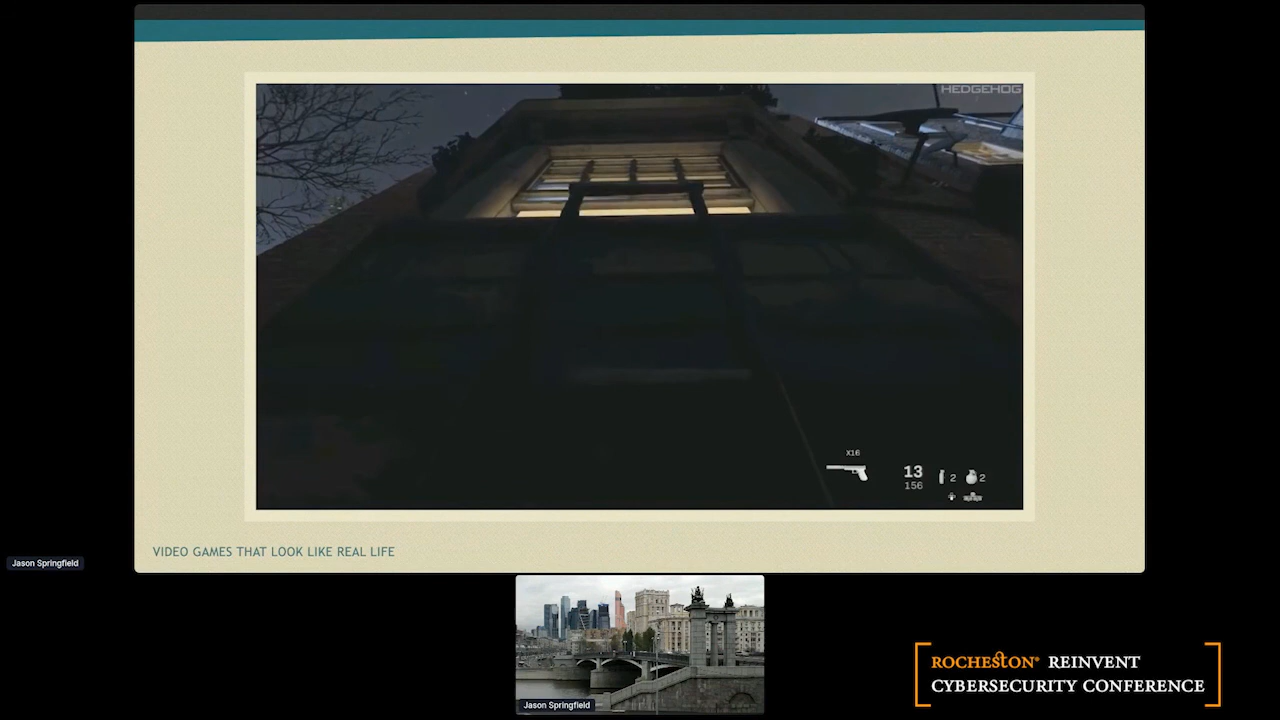 HEDGEHOG
X16
13
156
2
2
VIDEO GAMES THAT LOOK LIKE REAL LIFE
Jason Springfield
Jason Springfield
ROCHESTON® REINVENT
CYBERSECURITY CONFERENCE